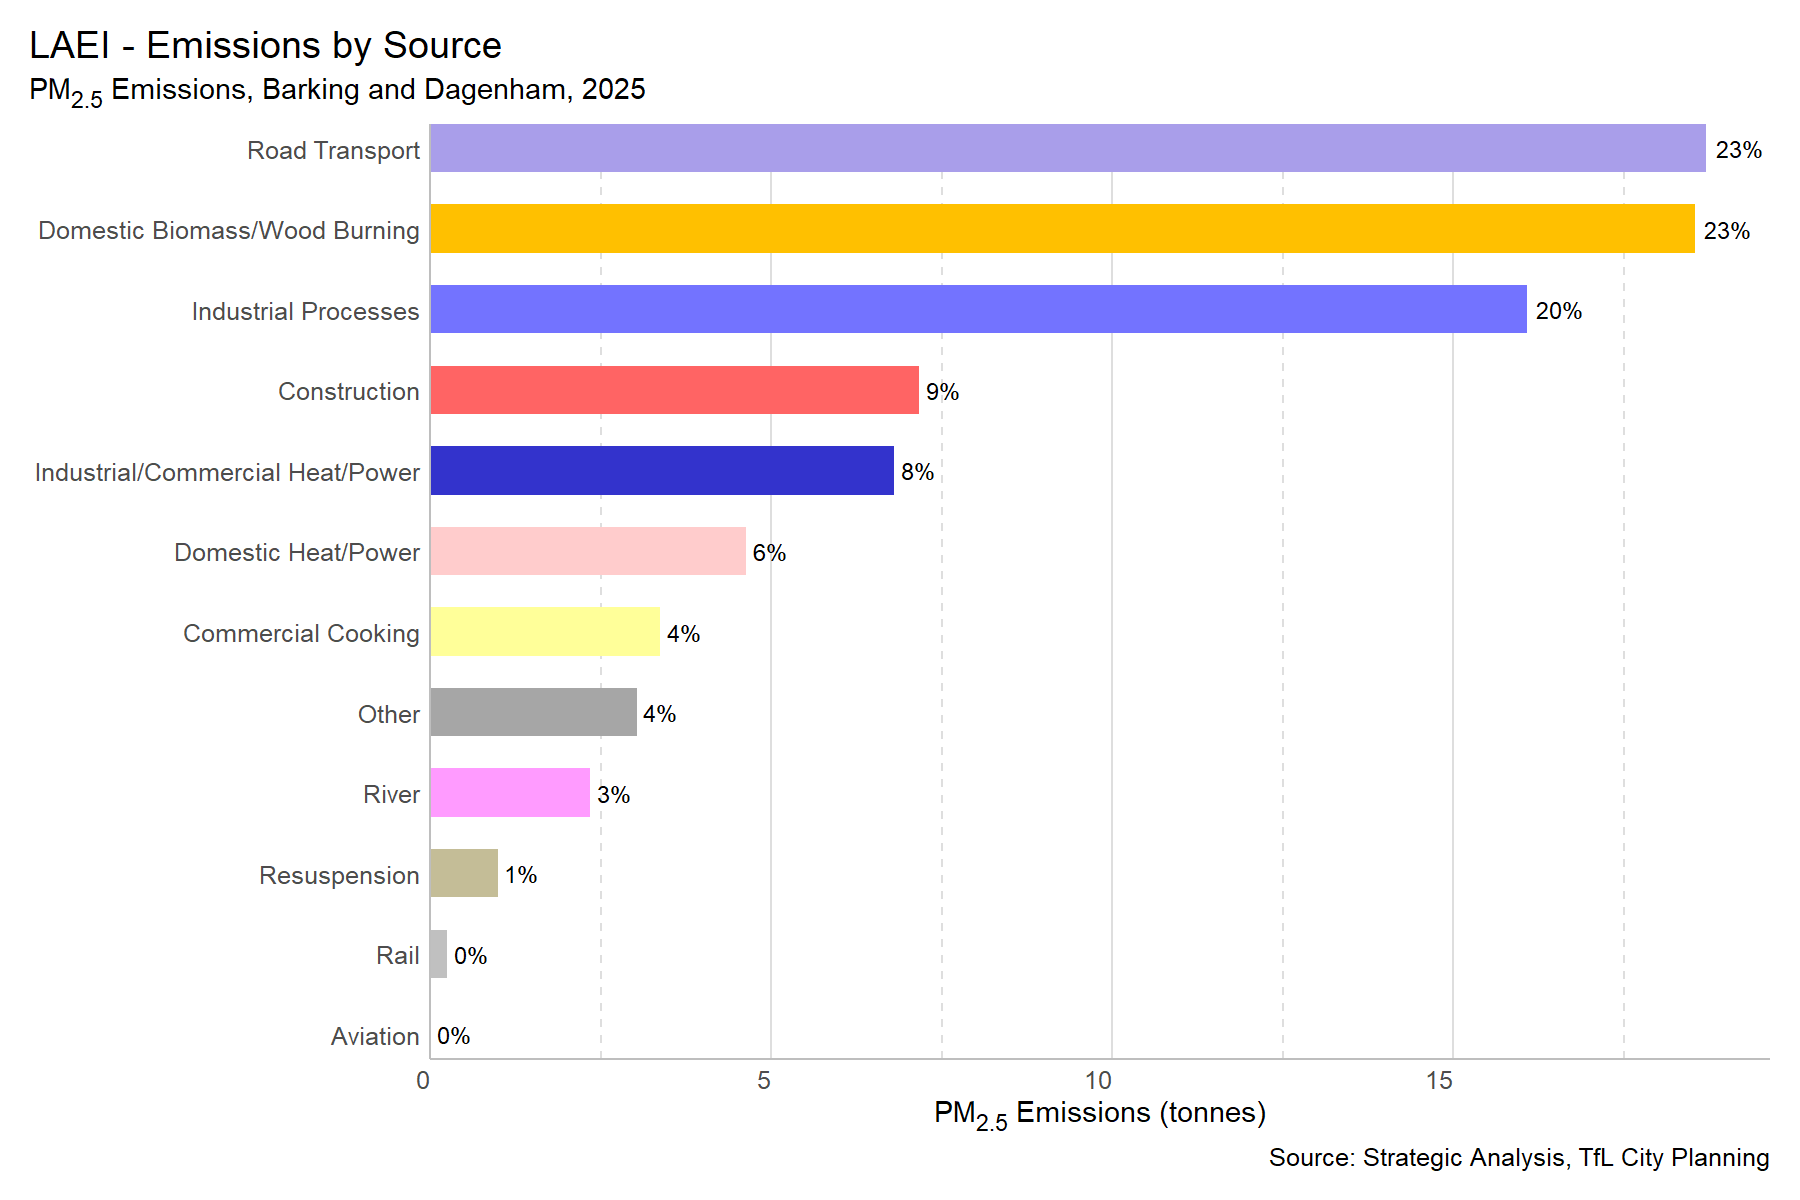 LAEI - Emissions by Source
PM2.5 Emissions, Barking and Dagenham, 2025
Road Transport 23%
Domestic Biomass/Wood Burning 23%
Industrial Processes 20%
Construction 9%
Industrial/Commercial Heat/Power 8%
Domestic Heat/Power 6%
Commercial Cooking 4%
Other 4%
River 3%
Resuspension 1%
Rail 0%
Aviation 0%
0 5 10 15
PM2.5 Emissions (tonnes)
Source: Strategic Analysis, TfL City Planning